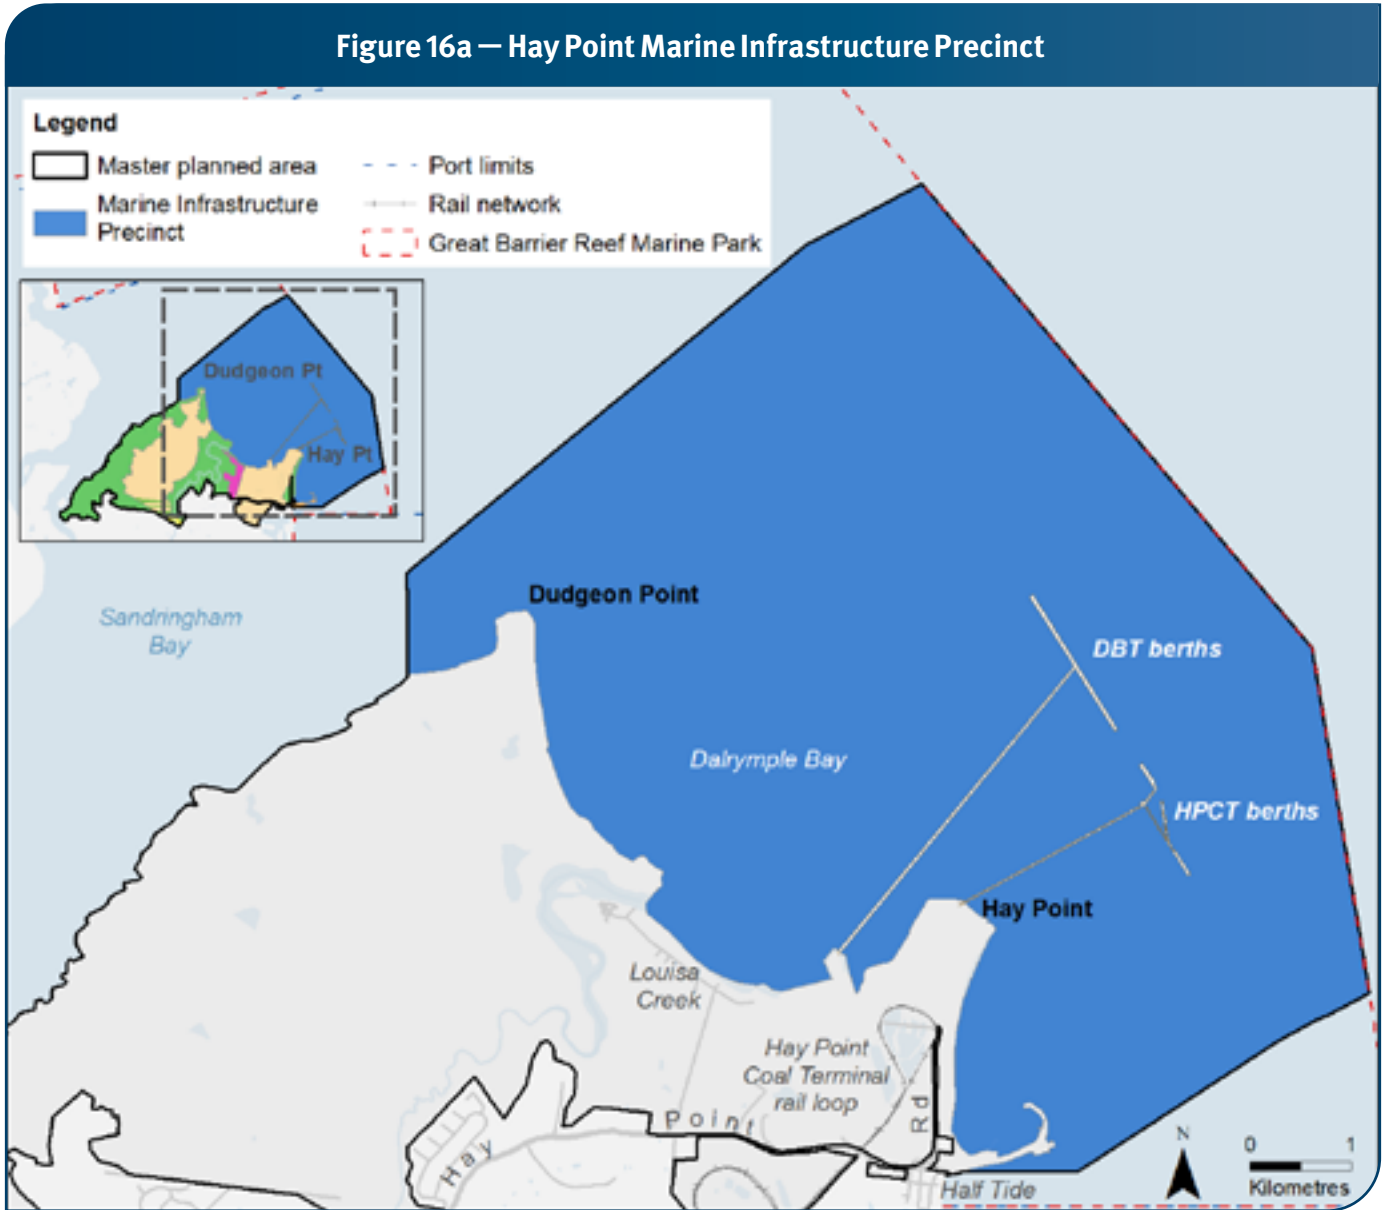 Figure 16a — Hay Point Marine Infrastructure Precinct
Legend
Master planned area
Marine Infrastructure
Precinct
Port limits
Rail network
Great Barrier Reef Marine Park
Dudgeon Pt
Hay Pt
Sandringham
Bay
Dudgeon Point
DBT berths
Dalrymple Bay
HPCT berths
Hay Point
Louisa
Creek
Hay Point
Coal Terminal
rail loop
Hay Point Rd
Half Tide
N
0 1
Kilometres